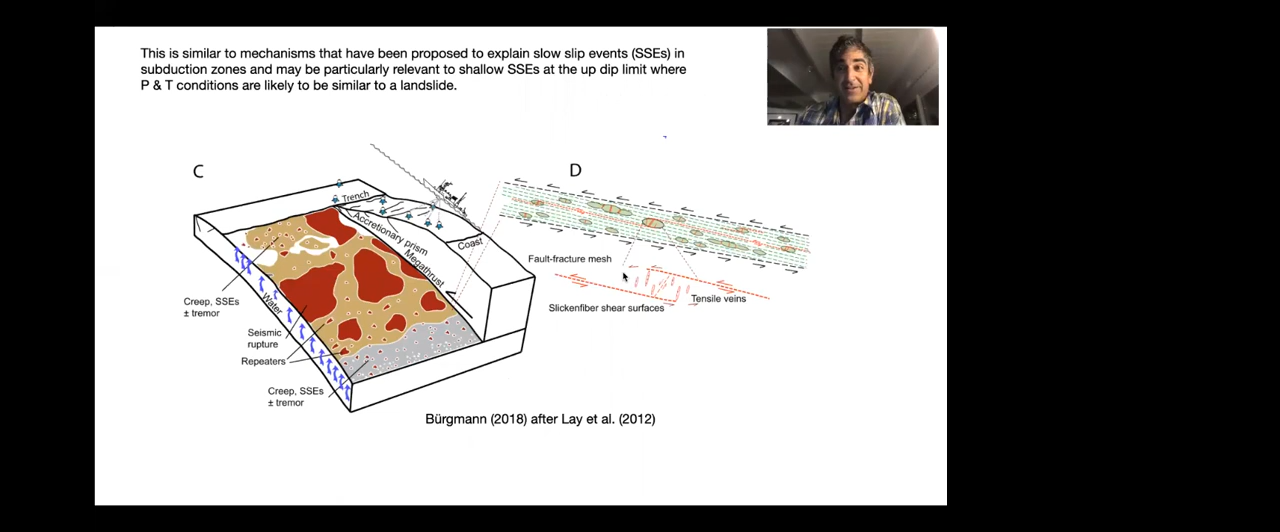 This is similar to mechanisms that have been proposed to explain slow slip events (SSEs) in
subduction zones and may be particularly relevant to shallow SSEs at the up dip limit where
P & T conditions are likely to be similar to a landslide.
C
D
Trench
Accretionary prism
Megathrust
Coast
Water
Creep, SSEs
± tremor
Seismic
rupture
Repeaters
Creep, SSEs
± tremor
Fault-fracture mesh
Slickenfiber shear surfaces
Tensile veins
Bürgmann (2018) after Lay et al. (2012)